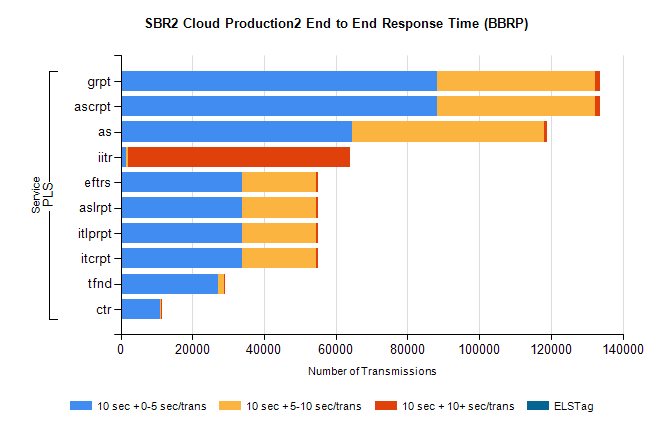 SBR2 Cloud Production2 End to End Response Time (BBRP)
Service
PLS
grpt
ascrpt
as
iitr
eftrs
aslrpt
itlprpt
itcrpt
tfnd
ctr
0 20000 40000 60000 80000 100000 120000 140000
Number of Transmissions
10 sec +0-5 sec/trans 10 sec +5-10 sec/trans 10 sec + 10+ sec/trans ELSTag